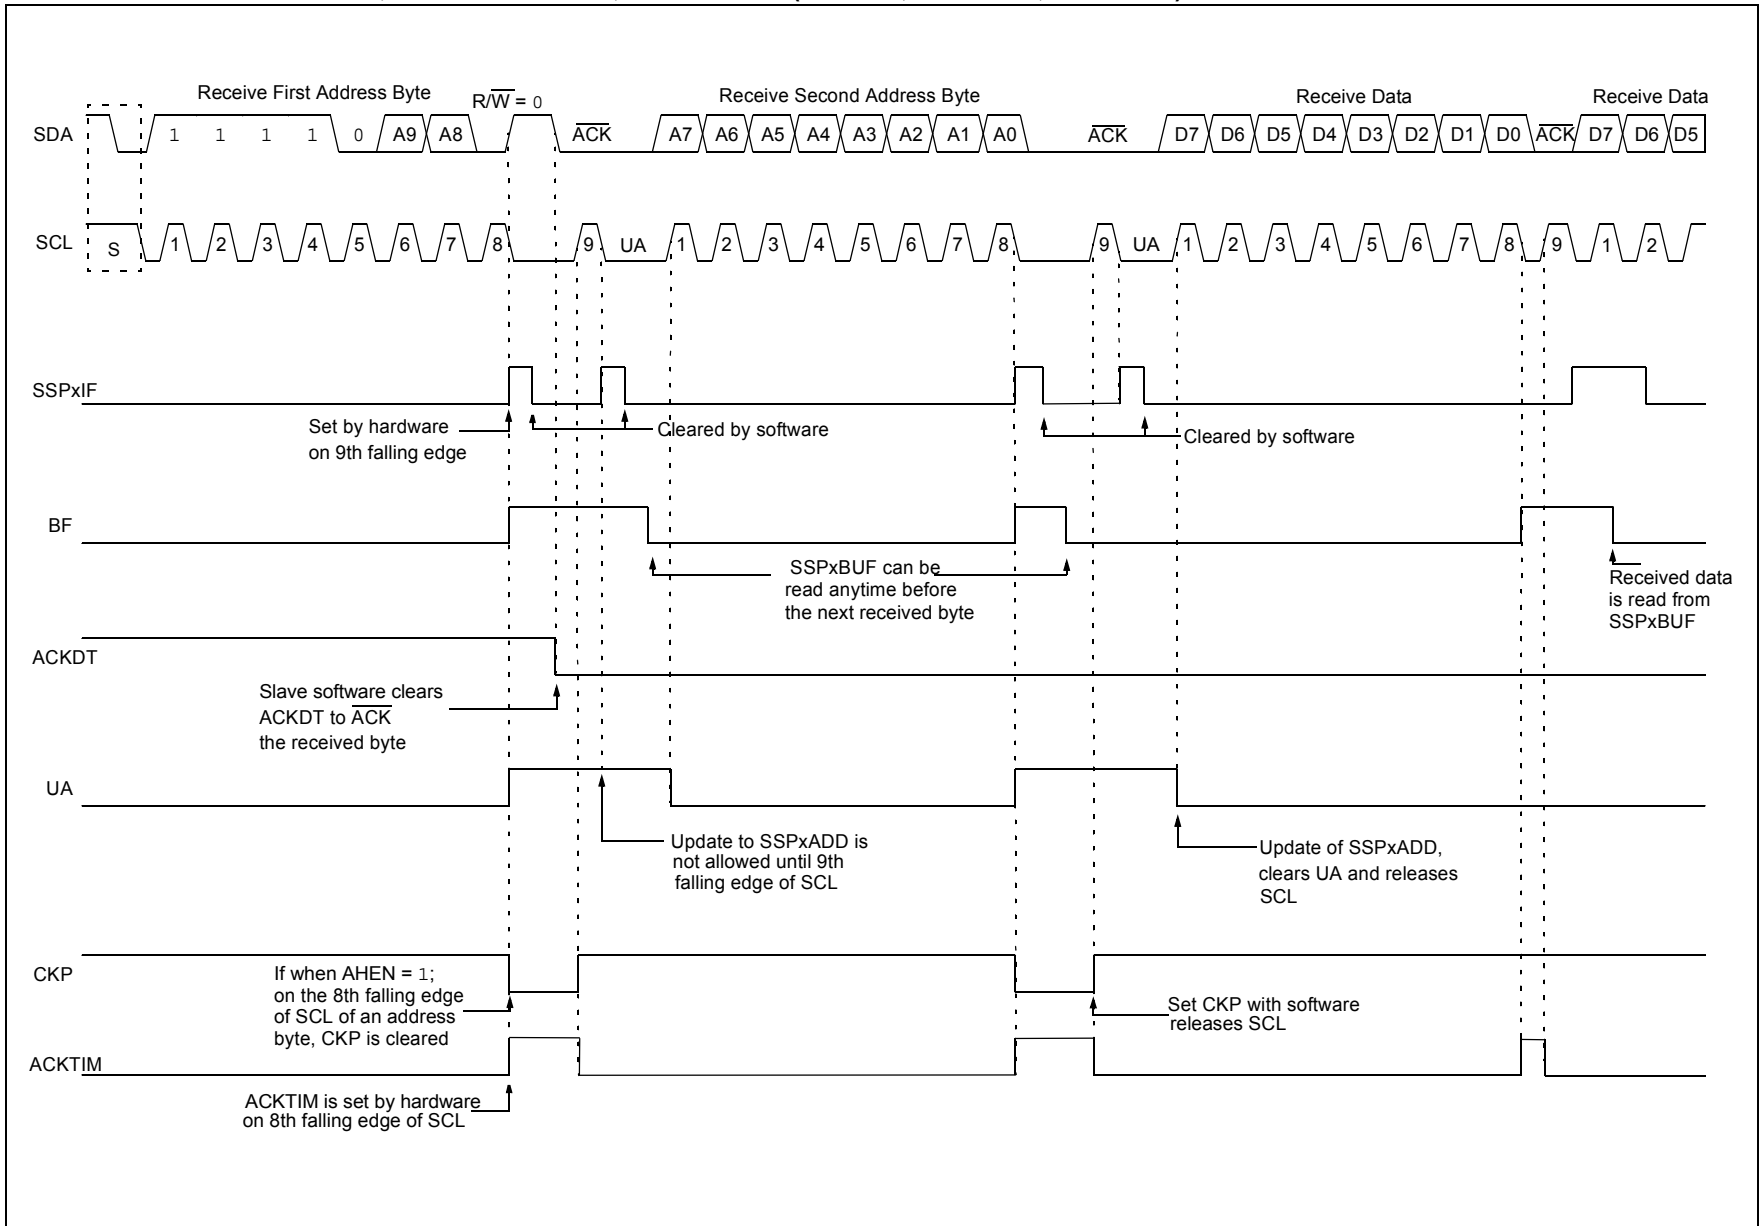 Receive First Address Byte
R/W = 0
Receive Second Address Byte
Receive Data
Receive Data
SDA
1 1 1 1 0 A9 A8 ACK A7 A6 A5 A4 A3 A2 A1 A0 ACK D7 D6 D5 D4 D3 D2 D1 D0 ACK D7 D6 D5
SCL
S 1 2 3 4 5 6 7 8 9 UA 1 2 3 4 5 6 7 8 9 UA 1 2 3 4 5 6 7 8 9 1 2
SSPxIF
Set by hardware
on 9th falling edge
Cleared by software
Cleared by software
BF
SSPxBUF can be
read anytime before
the next received byte
Received data
is read from
SSPxBUF
ACKDT
Slave software clears
ACKDT to ACK
the received byte
UA
Update to SSPxADD is
not allowed until 9th
falling edge of SCL
Update of SSPxADD,
clears UA and releases
SCL
CKP
If when AHEN = 1;
on the 8th falling edge
of SCL of an address
byte, CKP is cleared
Set CKP with software
releases SCL
ACKTIM
ACKTIM is set by hardware
on 8th falling edge of SCL